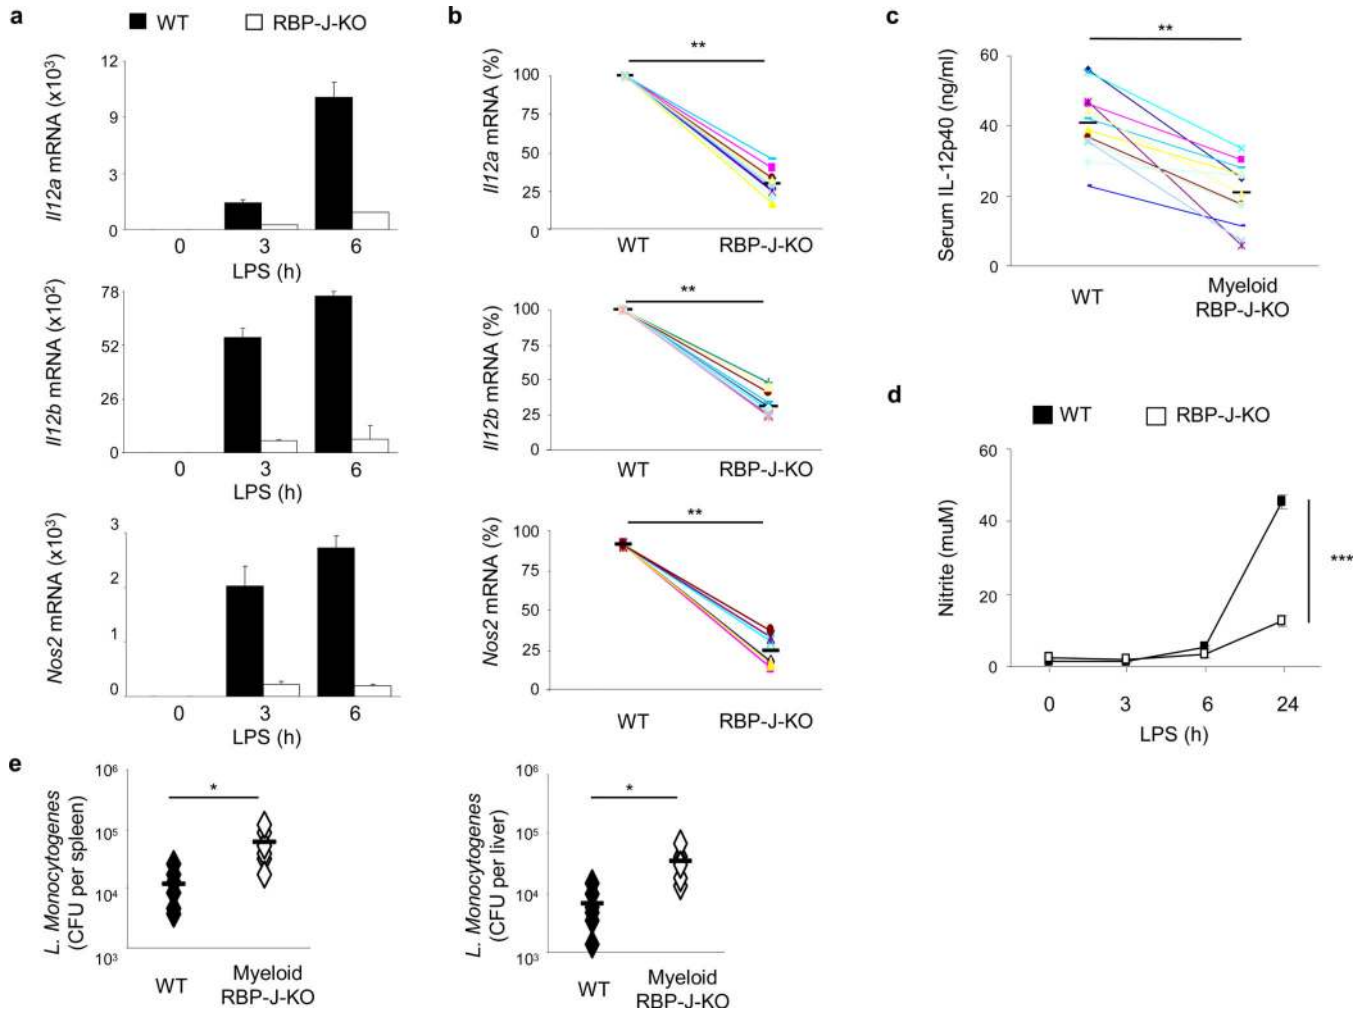 a
WT
RBP-J-KO
Il12a mRNA (x10³)
12
9
3
0
0
3
6
LPS (h)
Il12b mRNA (x10²)
78
52
26
0
0
3
6
LPS (h)
Nos2 mRNA (x10³)
3
2
1
0
0
3
6
LPS (h)
b
Il12a mRNA (%)
100
75
50
25
0
**
WT
RBP-J-KO
Il12b mRNA (%)
100
75
50
25
0
**
WT
RBP-J-KO
Nos2 mRNA (%)
100
75
50
25
0
**
WT
RBP-J-KO
c
Serum IL-12p40 (ng/ml)
60
40
20
0
**
WT
Myeloid
RBP-J-KO
d
WT
RBP-J-KO
Nitrite (muM)
60
40
20
0
***
0
3
6
24
LPS (h)
e
L. Monocytogenes
(CFU per spleen)
10⁶
10⁵
10⁴
10³
*
WT
Myeloid
RBP-J-KO
L. Monocytogenes
(CFU per liver)
10⁶
10⁵
10⁴
10³
*
WT
Myeloid
RBP-J-KO